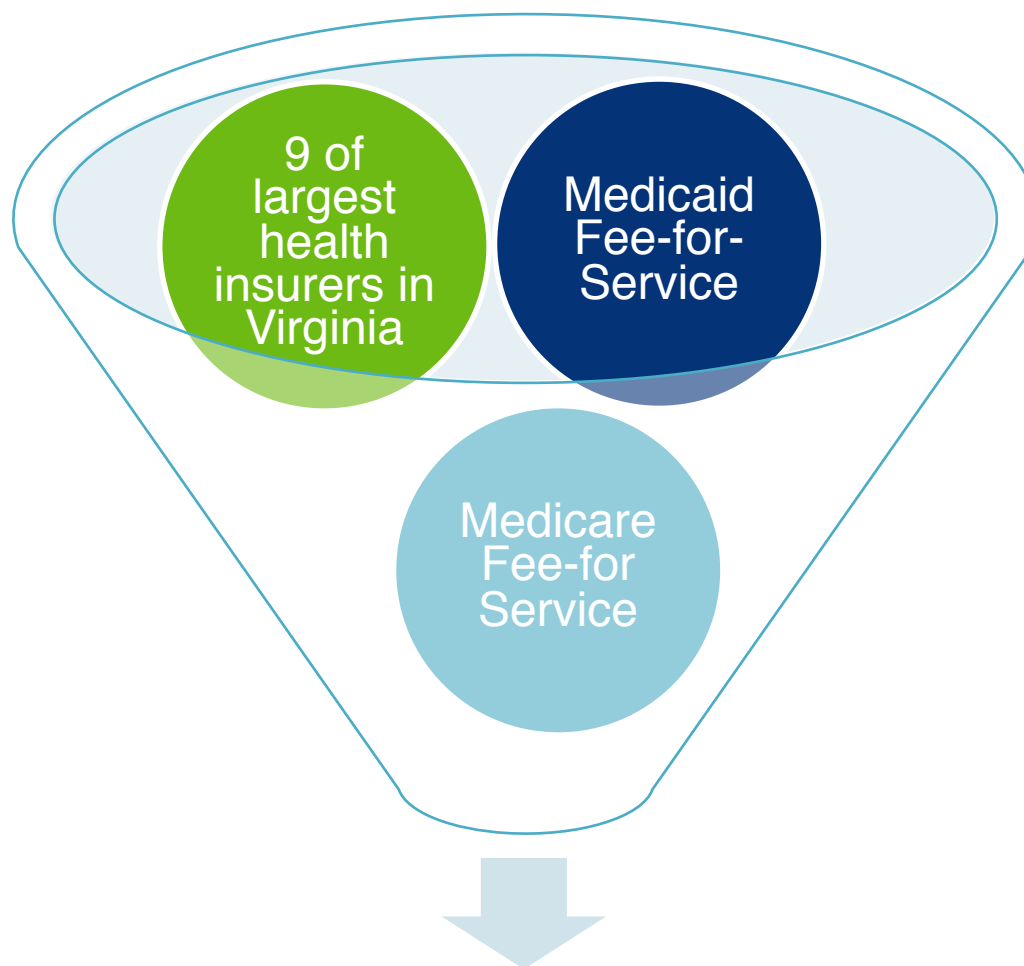 9 of
largest
health
insurers in
Virginia
Medicaid
Fee-for-
Service
Medicare
Fee-for
Service